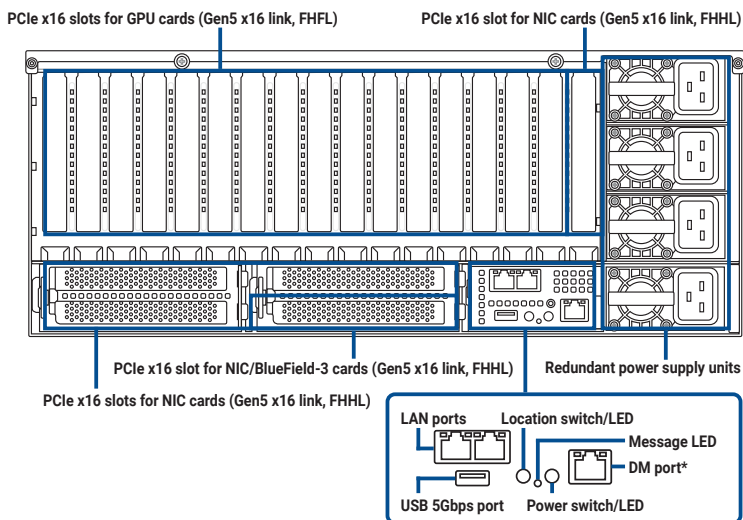 PCIe x16 slots for GPU cards (Gen5 x16 link, FHFL)
PCIe x16 slot for NIC cards (Gen5 x16 link, FHHL)
PCIe x16 slot for NIC/BlueField-3 cards (Gen5 x16 link, FHHL)
Redundant power supply units
PCIe x16 slots for NIC cards (Gen5 x16 link, FHHL)
LAN ports
Location switch/LED
Message LED
DM port*
USB 5Gbps port
Power switch/LED